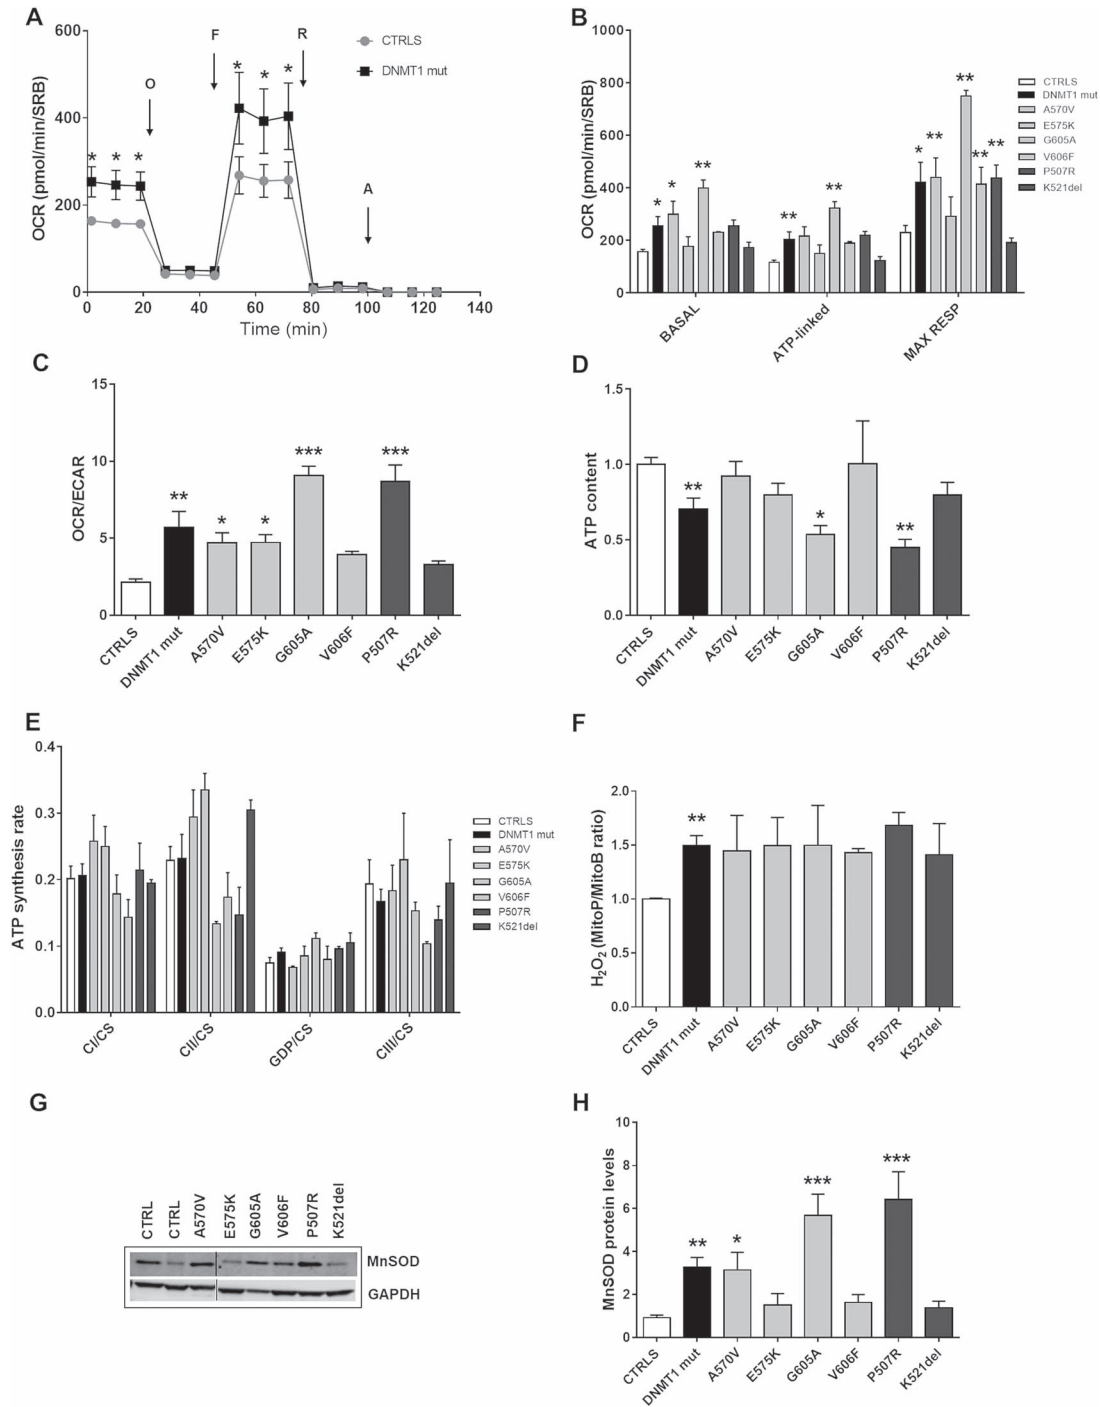 A
OCR (pmol/min/SRB)
600
400
200
0
0 20 40 60 80 100 120 140
Time (min)
O
F
R
A
* * *
* * *
CTRLS
DNMT1 mut
B
OCR (pmol/min/SRB)
1000
800
600
400
200
0
* * **
** **
* ** ** ** **
BASAL
ATP-linked
MAX RESP
CTRLS
DNMT1 mut
A570V
E575K
G605A
V606F
P507R
K521del
C
OCR/ECAR
15
10
5
0
** * * *** ***
CTRLS
DNMT1 mut
A570V
E575K
G605A
V606F
P507R
K521del
D
ATP content
1.5
1.0
0.5
0.0
** * **
CTRLS
DNMT1 mut
A570V
E575K
G605A
V606F
P507R
K521del
E
ATP synthesis rate
0.4
0.3
0.2
0.1
0.0
CI/CS
CII/CS
GDP/CS
CIII/CS
CTRLS
DNMT1 mut
A570V
E575K
G605A
V606F
P507R
K521del
F
H₂O₂ (MitoP/MitoB ratio)
2.0
1.5
1.0
0.5
0.0
**
CTRLS
DNMT1 mut
A570V
E575K
G605A
V606F
P507R
K521del
G
CTRL
CTRL
A570V
E575K
G605A
V606F
P507R
K521del
MnSOD
GAPDH
H
MnSOD protein levels
10
8
6
4
2
0
** * *** ***
CTRLS
DNMT1 mut
A570V
E575K
G605A
V606F
P507R
K521del